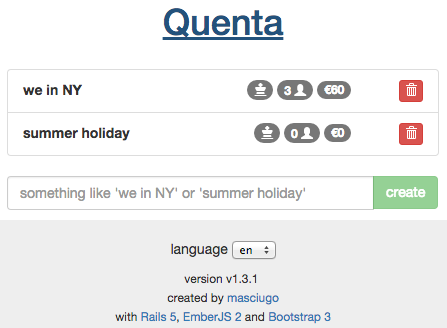 Quenta
we in NY 3 €60
summer holiday 0 €0
something like 'we in NY' or 'summer holiday' create
language en
version v1.3.1
created by masciugo
with Rails 5, EmberJS 2 and Bootstrap 3